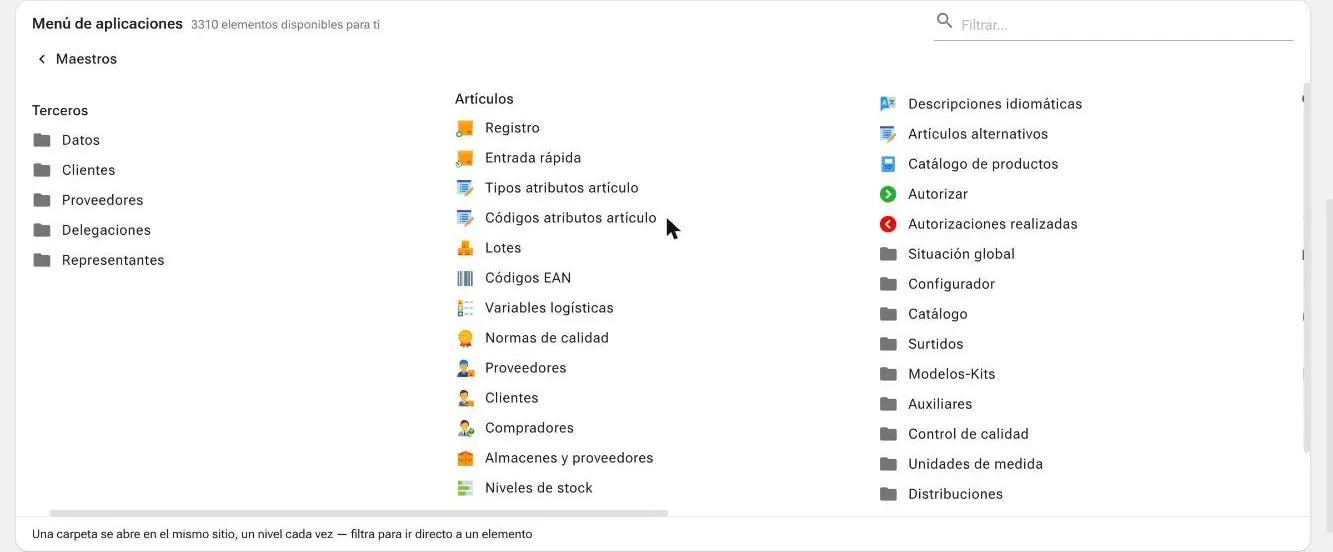 Menú de aplicaciones 3310 elementos disponibles para ti
Filtrar...
Maestros
Terceros
Datos
Clientes
Proveedores
Delegaciones
Representantes
Artículos
Registro
Entrada rápida
Tipos atributos artículo
Códigos atributos artículo
Lotes
Códigos EAN
Variables logísticas
Normas de calidad
Proveedores
Clientes
Compradores
Almacenes y proveedores
Niveles de stock
Descripciones idiomáticas
Artículos alternativos
Catálogo de productos
Autorizar
Autorizaciones realizadas
Situación global
Configurador
Catálogo
Surtidos
Modelos-Kits
Auxiliares
Control de calidad
Unidades de medida
Distribuciones
Una carpeta se abre en el mismo sitio, un nivel cada vez — filtra para ir directo a un elemento